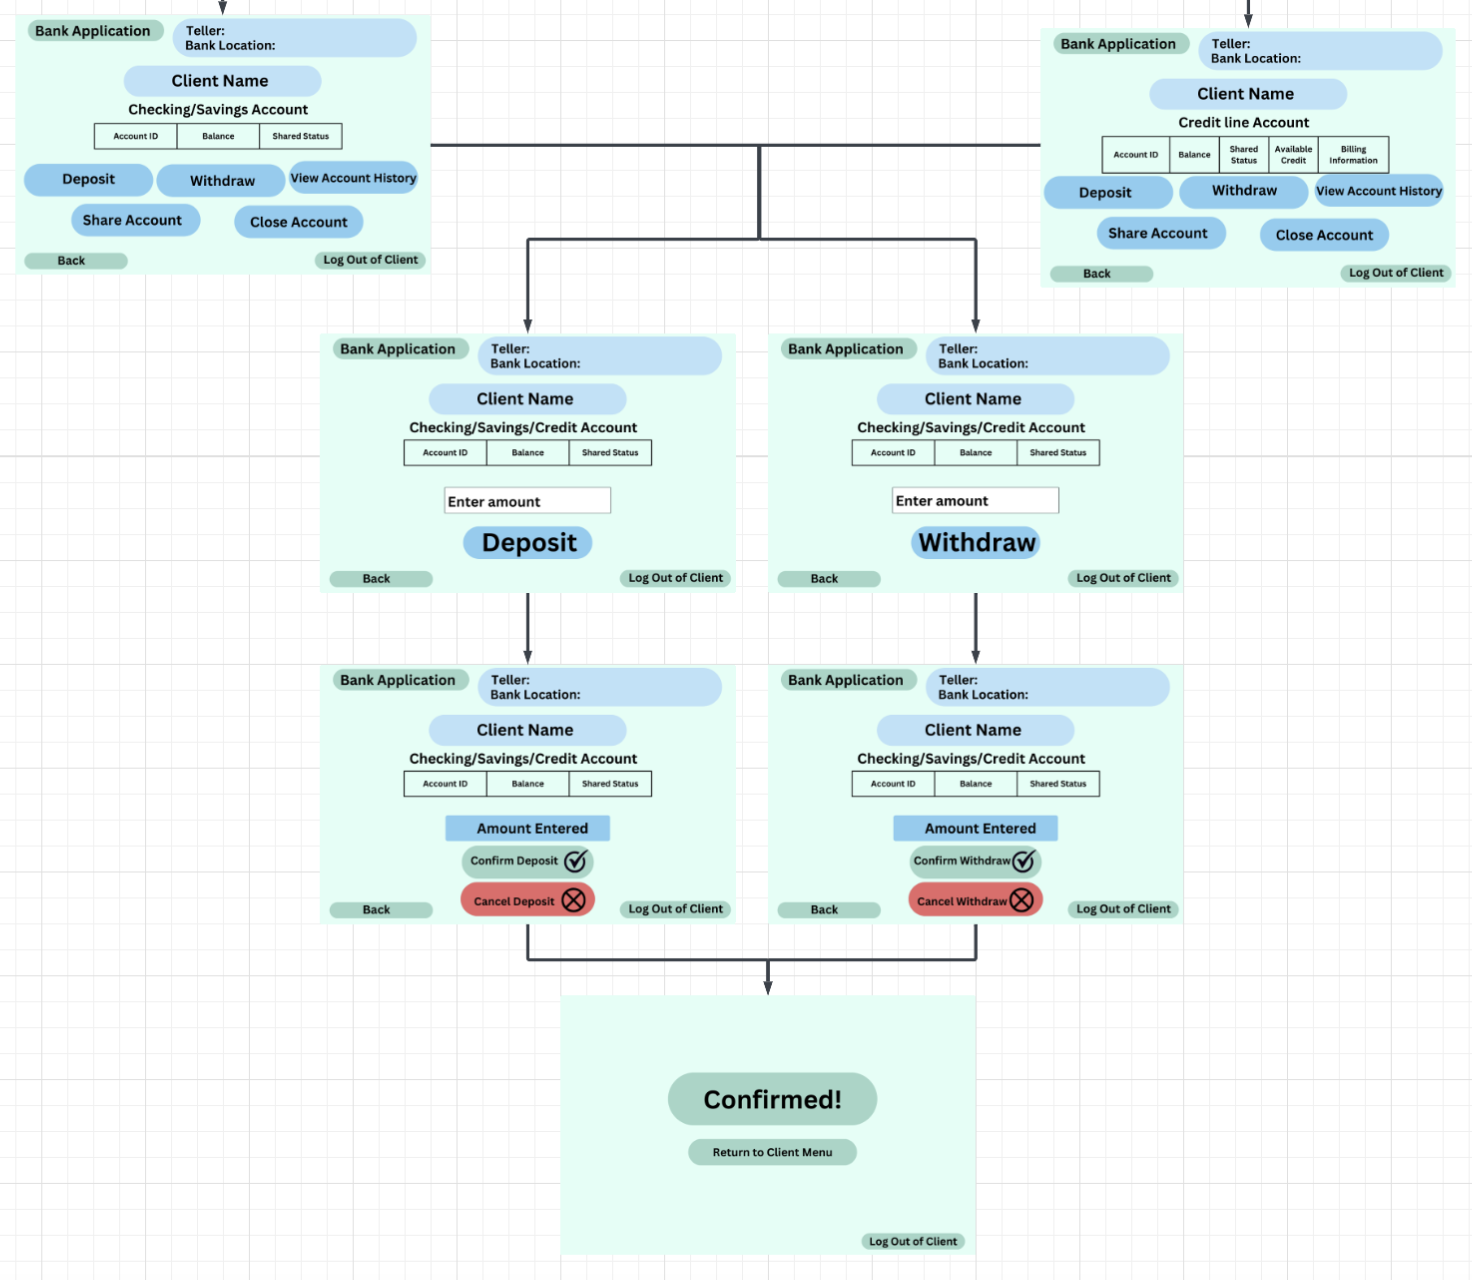 Bank Application
Teller:
Bank Location:
Client Name
Checking/Savings Account
Account ID Balance Shared Status
Deposit Withdraw View Account History
Share Account Close Account
Back Log Out of Client
Bank Application
Teller:
Bank Location:
Client Name
Credit line Account
Account ID Balance Shared Status Available Credit Billing Information
Deposit Withdraw View Account History
Share Account Close Account
Back Log Out of Client
Bank Application
Teller:
Bank Location:
Client Name
Checking/Savings/Credit Account
Account ID Balance Shared Status
Enter amount
Deposit
Back Log Out of Client
Bank Application
Teller:
Bank Location:
Client Name
Checking/Savings/Credit Account
Account ID Balance Shared Status
Enter amount
Withdraw
Back Log Out of Client
Bank Application
Teller:
Bank Location:
Client Name
Checking/Savings/Credit Account
Account ID Balance Shared Status
Amount Entered
Confirm Deposit
Cancel Deposit
Back Log Out of Client
Bank Application
Teller:
Bank Location:
Client Name
Checking/Savings/Credit Account
Account ID Balance Shared Status
Amount Entered
Confirm Withdraw
Cancel Withdraw
Back Log Out of Client
Confirmed!
Return to Client Menu
Log Out of Client